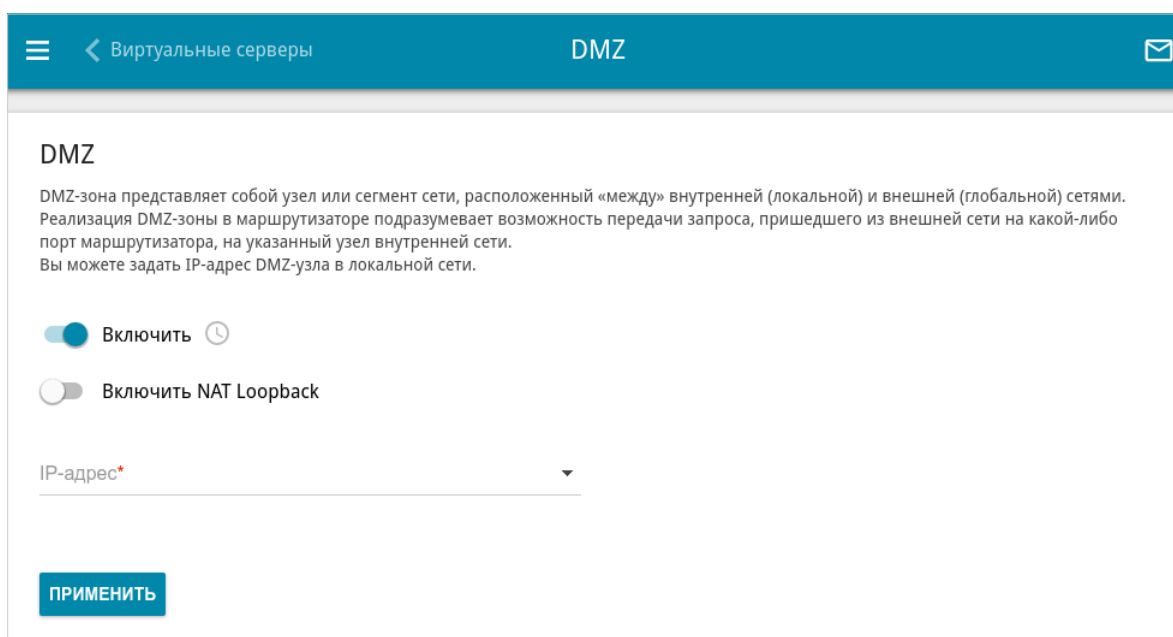 Виртуальные серверы
DMZ
DMZ
DMZ-зона представляет собой узел или сегмент сети, расположенный «между» внутренней (локальной) и внешней (глобальной) сетями.
Реализация DMZ-зоны в маршрутизаторе подразумевает возможность передачи запроса, пришедшего из внешней сети на какой-либо
порт маршрутизатора, на указанный узел внутренней сети.
Вы можете задать IP-адрес DMZ-узла в локальной сети.
Включить
Включить NAT Loopback
IP-адрес*
ПРИМЕНИТЬ